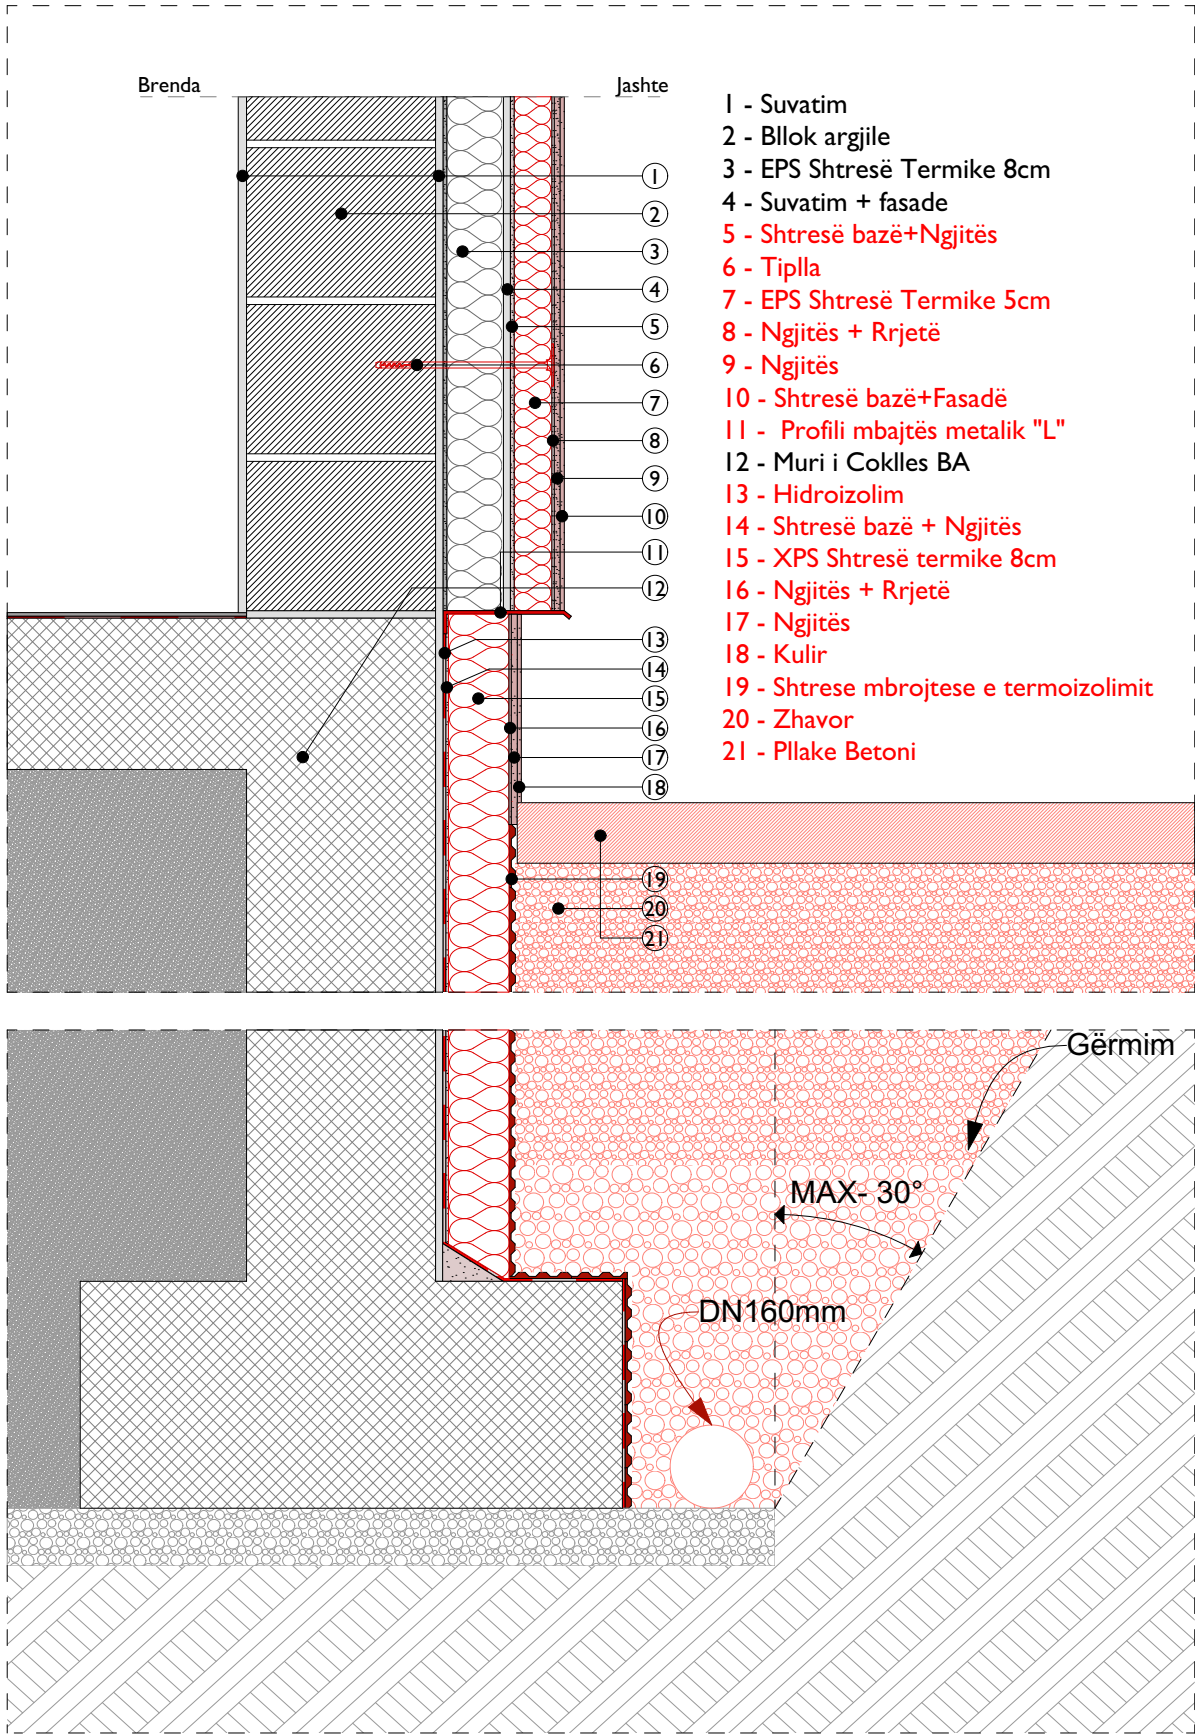 Brenda
Jashte
1 - Suvatim
2 - Bllok argjile
3 - EPS Shtresë Termike 8cm
4 - Suvatim + fasade
5 - Shtresë bazë+Ngjitës
6 - Tiplla
7 - EPS Shtresë Termike 5cm
8 - Ngjitës + Rrjetë
9 - Ngjitës
10 - Shtresë bazë+Fasadë
11 - Profili mbajtës metalik "L"
12 - Muri i Coklles BA
13 - Hidroizolim
14 - Shtresë bazë + Ngjitës
15 - XPS Shtresë termike 8cm
16 - Ngjitës + Rrjetë
17 - Ngjitës
18 - Kulir
19 - Shtrese mbrojtese e termoizolimit
20 - Zhavor
21 - Pllake Betoni
1
2
3
4
5
6
7
8
9
10
11
12
13
14
15
16
17
18
19
20
21
Gërmim
MAX- 30°
DN160mm